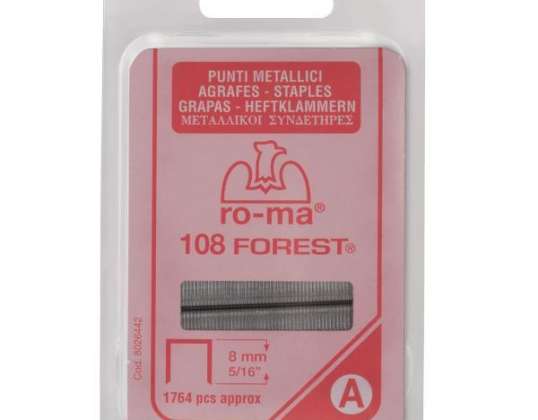 PUNTI METALLICI
AGRAFES - STAPLES
GRAPAS - HEFTKLAMMERN
ΜΕΤΑΛΛΙΚΟΙ ΣΥΝΔΕΤΗΡΕΣ
ro-ma®
108 FOREST®
8 mm
5/16"
1764 pcs approx
A
Cod. 8026442